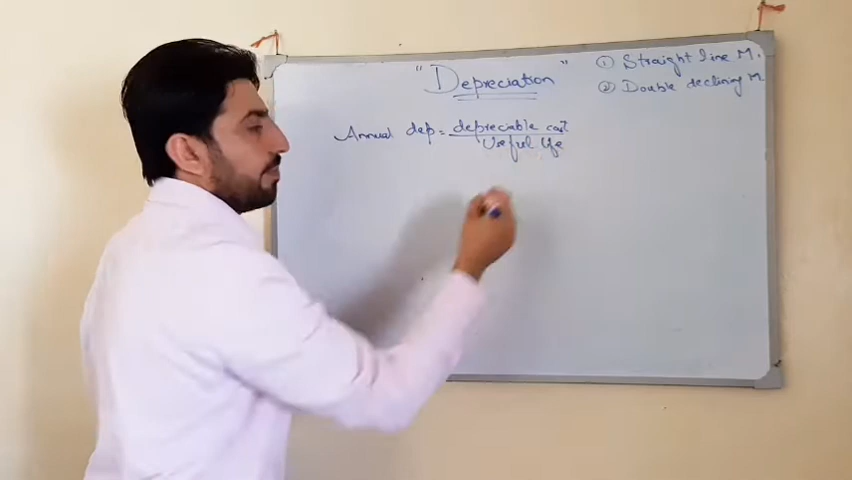 "Depreciation"
① Straight line M.
② Double declining M
Annual dep = depreciable cost
Useful life